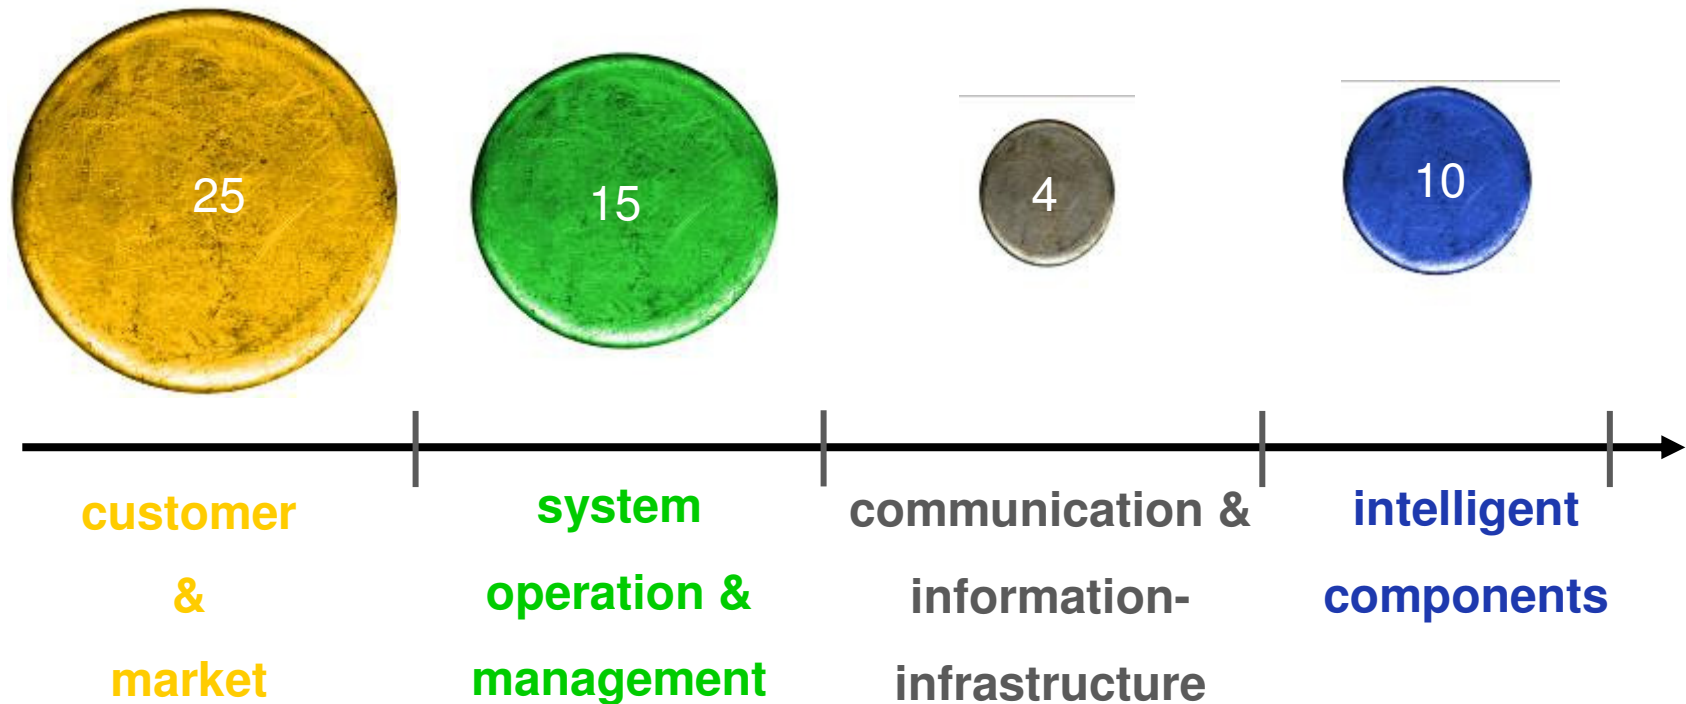 25
15
4
10
customer
&
market
system
operation &
management
communication &
information-
infrastructure
intelligent
components